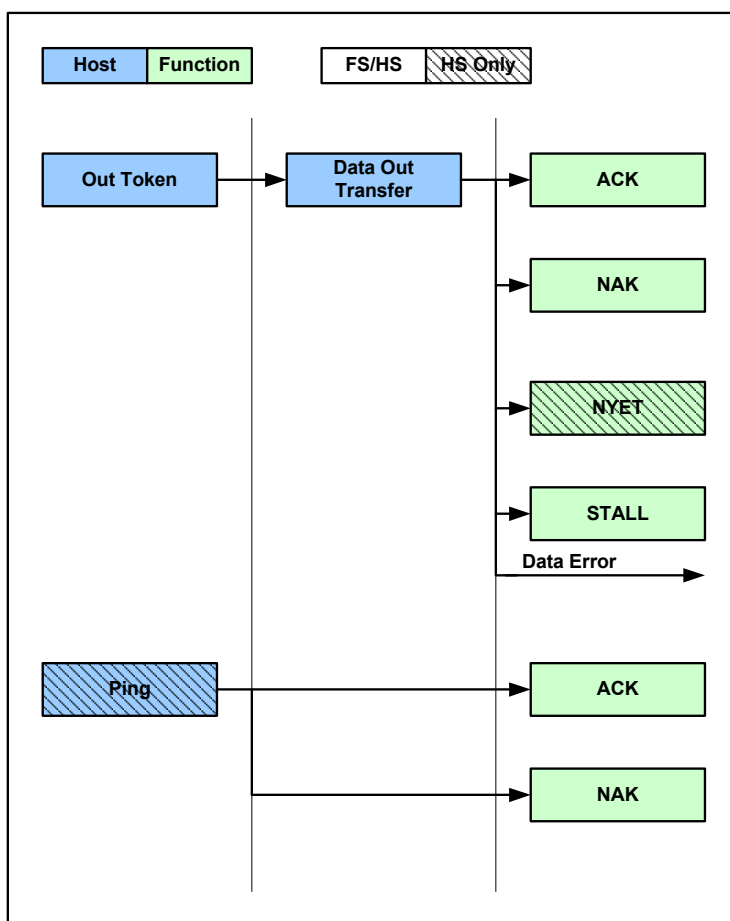 Host
Function
FS/HS
HS Only
Out Token
Data Out
Transfer
ACK
NAK
NYET
STALL
Data Error
Ping
ACK
NAK